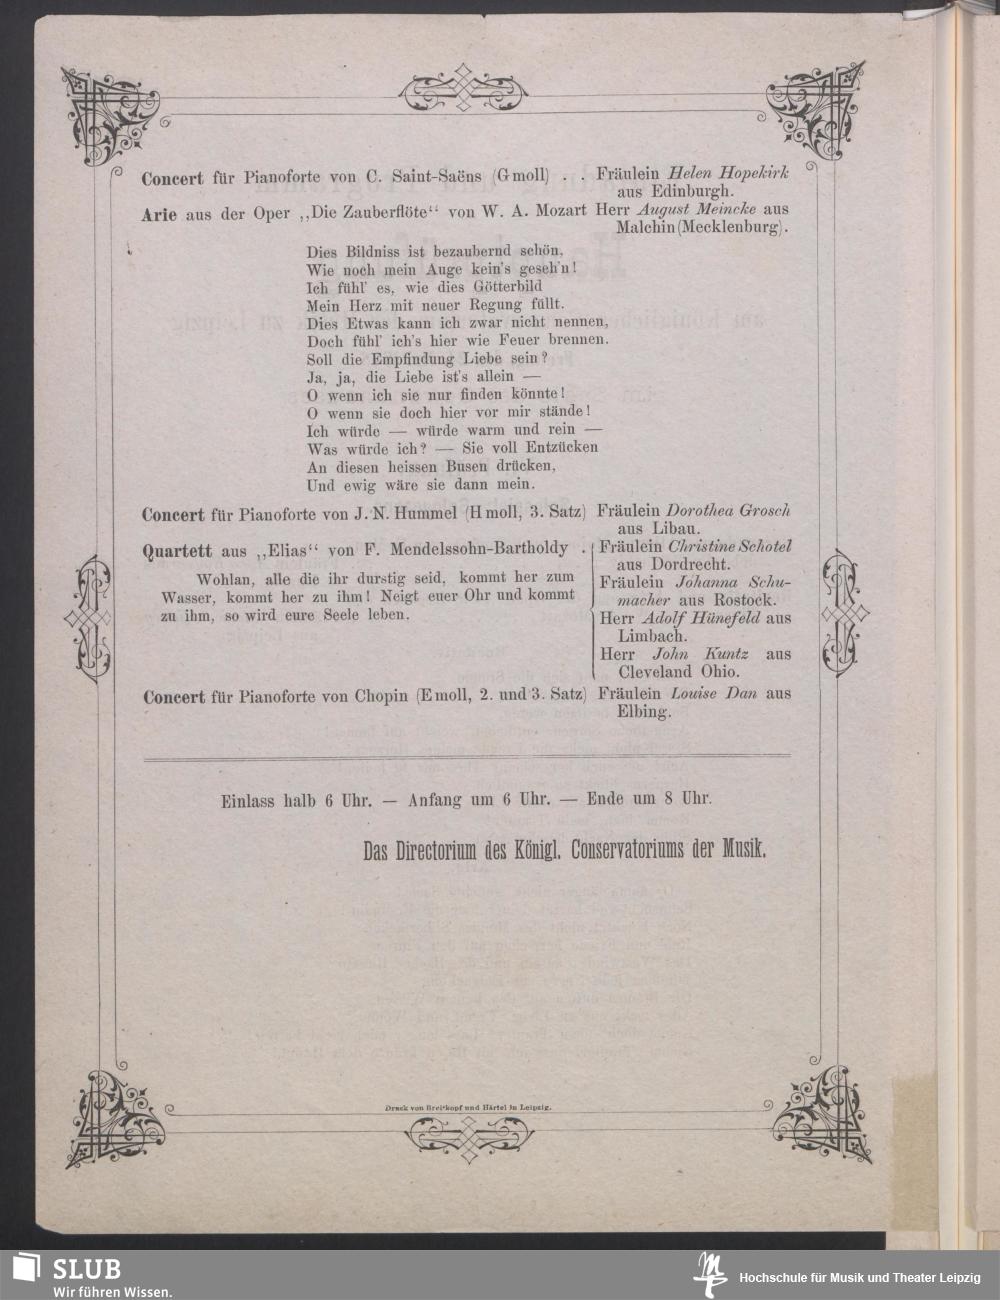 Concert für Pianoforte von C. Saint-Saëns (G moll) . . Fräulein Helen Hopekirk
aus Edinburgh.
Arie aus der Oper ,,Die Zauberflöte“ von W. A. Mozart Herr August Meincke aus
Malchin (Mecklenburg).
Dies Bildniss ist bezaubernd schön,
Wie noch mein Auge kein's geseh'n!
Ich fühl' es, wie dies Götterbild
Mein Herz mit neuer Regung füllt.
Dies Etwas kann ich zwar nicht nennen,
Doch fühl' ich's hier wie Feuer brennen.
Soll die Empfindung Liebe sein?
Ja, ja, die Liebe ist's allein —
O wenn ich sie nur finden könnte!
O wenn sie doch hier vor mir stände!
Ich würde — würde warm und rein —
Was würde ich? — Sie voll Entzücken
An diesen heissen Busen drücken,
Und ewig wäre sie dann mein.
Concert für Pianoforte von J. N. Hummel (H moll, 3. Satz) Fräulein Dorothea Grosch
aus Libau.
Quartett aus ,,Elias“ von F. Mendelssohn-Bartholdy .
Wohlan, alle die ihr durstig seid, kommt her zum
Wasser, kommt her zu ihm! Neigt euer Ohr und kommt
zu ihm, so wird eure Seele leben.
Fräulein Christine Schotel
aus Dordrecht.
Fräulein Johanna Schu-
macher aus Rostock.
Herr Adolf Hünefeld aus
Limbach.
Herr John Kuntz aus
Cleveland Ohio.
Concert für Pianoforte von Chopin (E moll, 2. und 3. Satz) Fräulein Louise Dan aus
Elbing.
Einlass halb 6 Uhr. — Anfang um 6 Uhr. — Ende um 8 Uhr.
Das Directorium des Königl. Conservatoriums der Musik.
Druck von Breitkopf und Härtel in Leipzig.
SLUB
Wir führen Wissen.
Hochschule für Musik und Theater Leipzig